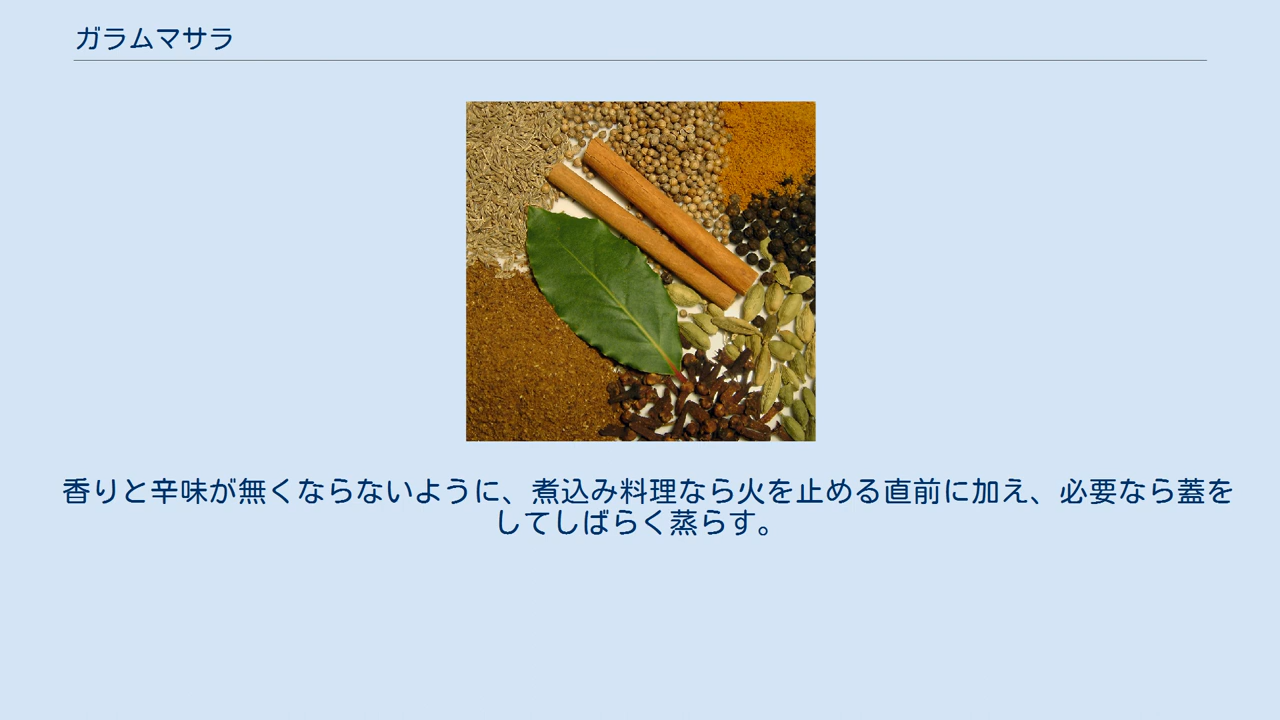 ガラムマサラ
香りと辛味が無くならないように、煮込み料理なら火を止める直前に加え、必要なら蓋を
してしばらく蒸らす。